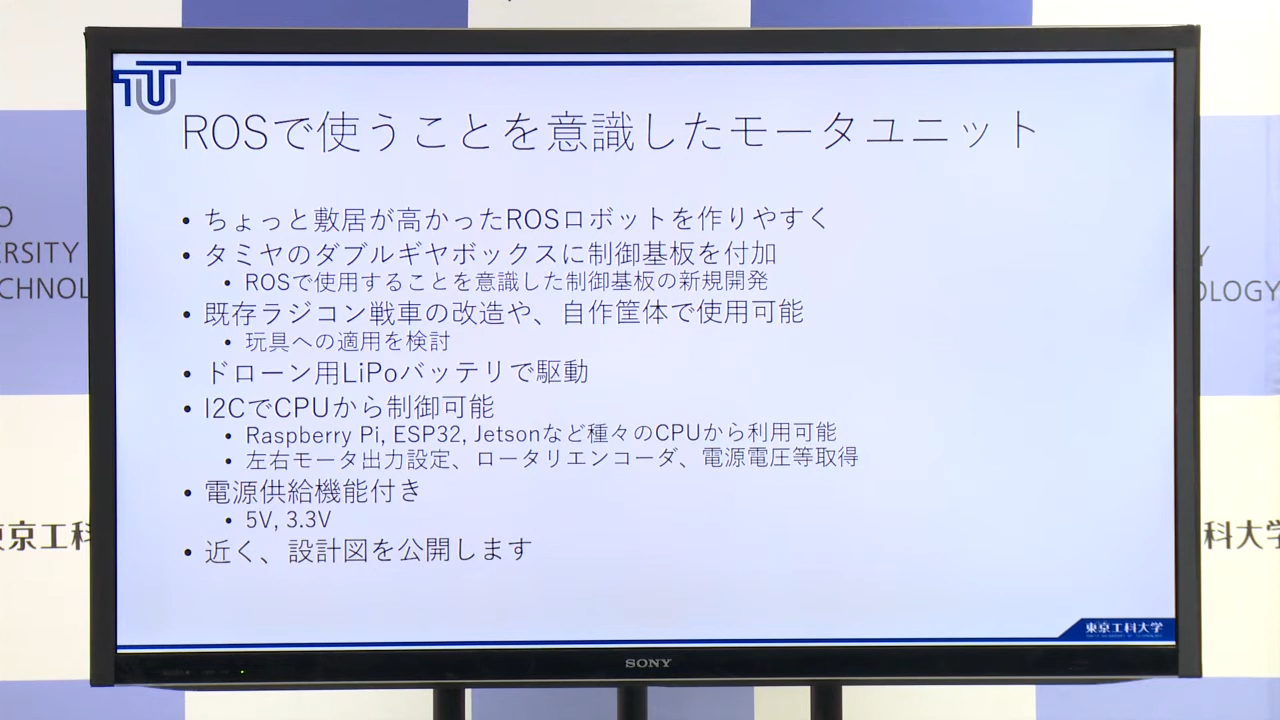 TU
ROSで使うことを意識したモータユニット
• ちょっと敷居が高かったROSロボットを作りやすく
• タミヤのダブルギヤボックスに制御基板を付加
• ROSで使用することを意識した制御基板の新規開発
• 既存ラジコン戦車の改造や、自作筐体で使用可能
• 玩具への適用を検討
• ドローン用LiPoバッテリで駆動
• I2CでCPUから制御可能
• Raspberry Pi, ESP32, Jetsonなど種々のCPUから利用可能
• 左右モータ出力設定、ロータリエンコーダ、電源電圧等取得
• 電源供給機能付き
• 5V, 3.3V
• 近く、設計図を公開します
東京工科大学
SONY
O
ERSITY
CHNOL
東京工科
Y
OLOGY
科大学